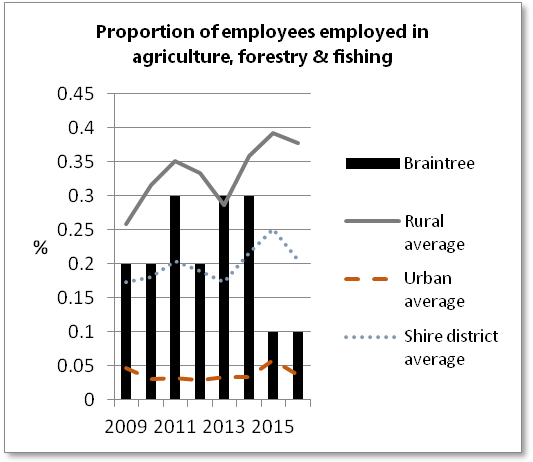 Proportion of employees employed in
agriculture, forestry & fishing
0.45
0.4
0.35
0.3
0.25
0.2
0.15
0.1
0.05
0
%
2009 2011 2013 2015
Braintree
Rural
average
Urban
average
Shire district
average